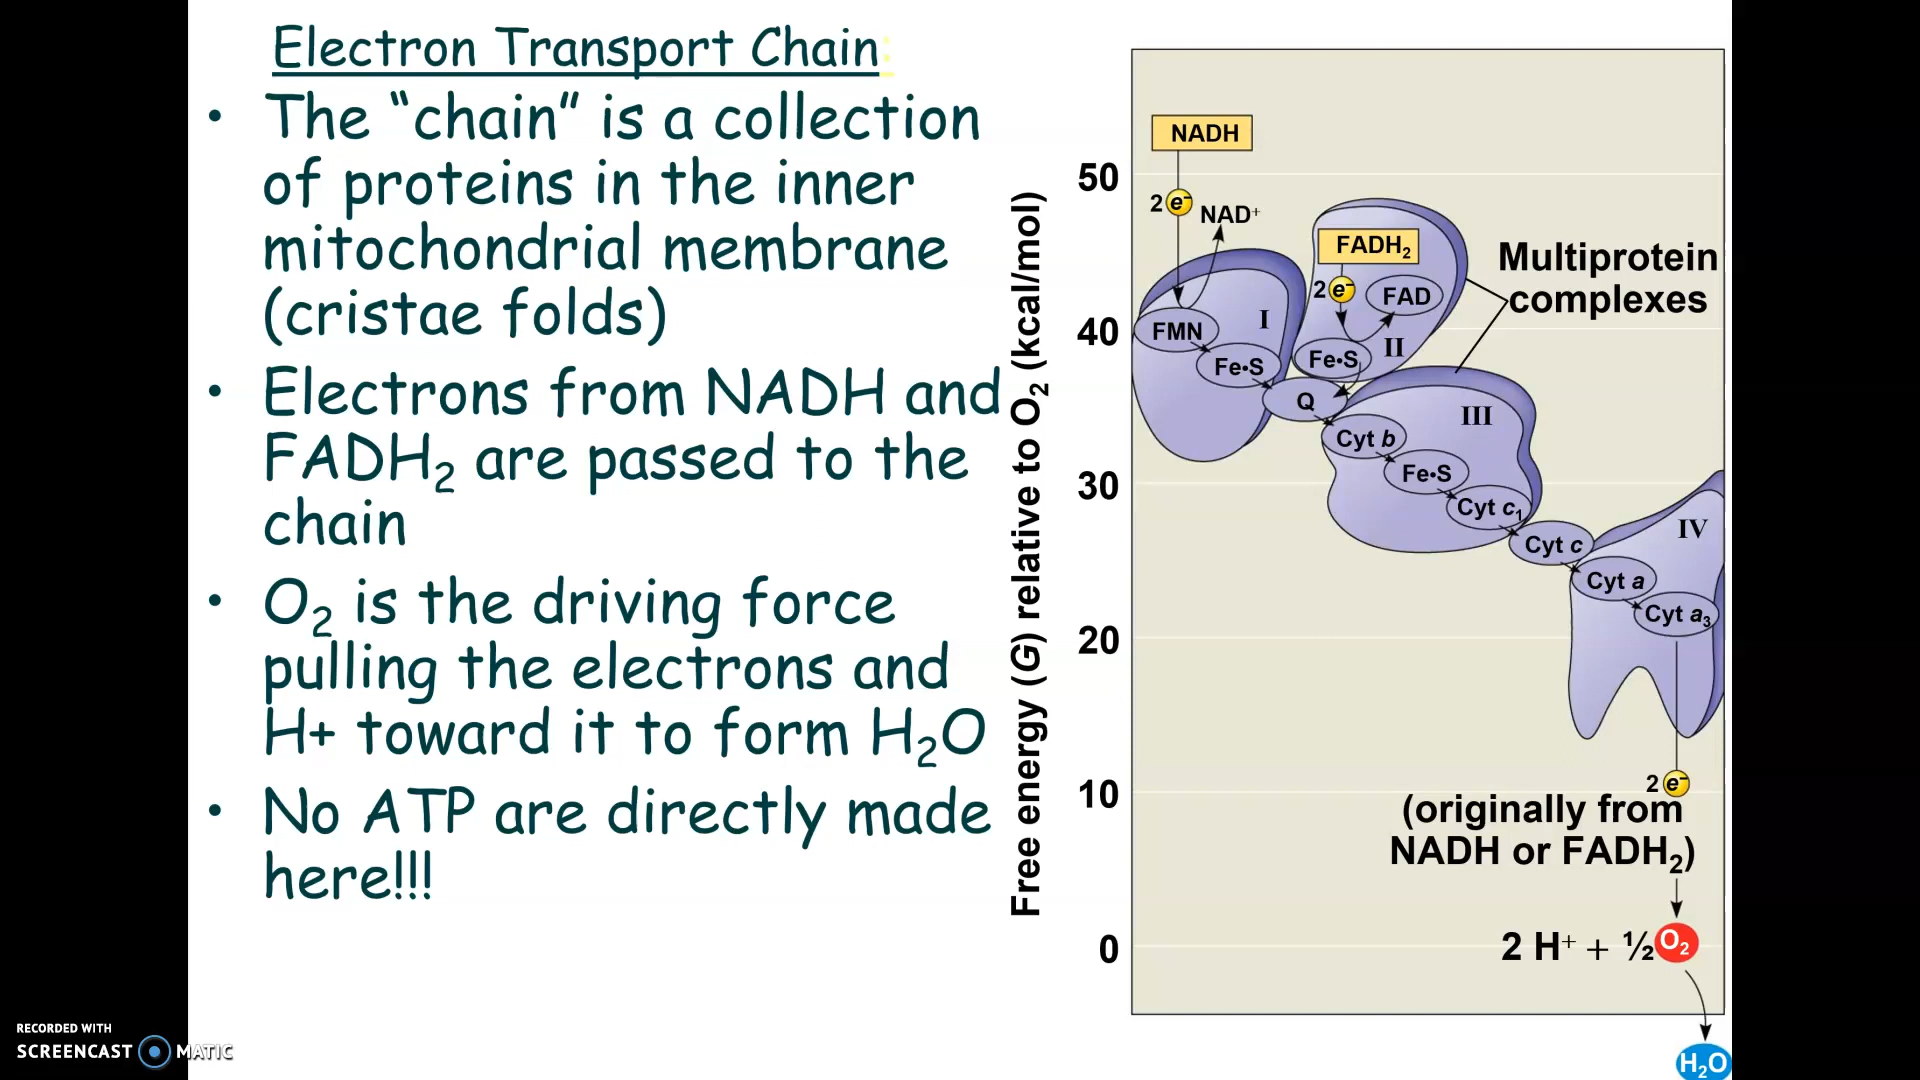 Electron Transport Chain:
• The “chain” is a collection
of proteins in the inner
mitochondrial membrane
(cristae folds)
• Electrons from NADH and
FADH₂ are passed to the
chain
• O₂ is the driving force
pulling the electrons and
H+ toward it to form H₂O
• No ATP are directly made
here!!!
Free energy (G) relative to O₂ (kcal/mol)
50
40
30
20
10
0
NADH
2 e⁻
NAD⁺
FADH₂
2 e⁻
FAD
Multiprotein
complexes
I
FMN
Fe•S
II
Fe•S
Q
III
Cyt b
Fe•S
Cyt c₁
IV
Cyt c
Cyt a
Cyt a₃
2 e⁻
(originally from
NADH or FADH₂)
2 H⁺ + ½ O₂
H₂O
RECORDED WITH
SCREENCAST MATIC